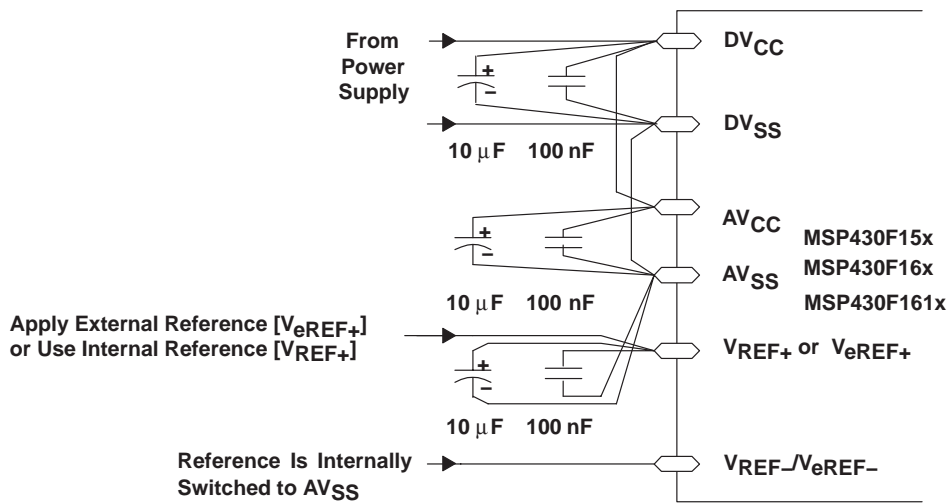 From
Power
Supply
DVCC
+
−
DVSS
10 μF 100 nF
AVCC
MSP430F15x
+
−
MSP430F16x
AVSS
MSP430F161x
10 μF 100 nF
Apply External Reference [VeREF+]
or Use Internal Reference [VREF+]
VREF+ or VeREF+
+
−
10 μF 100 nF
Reference Is Internally
Switched to AVSS
VREF−/VeREF−